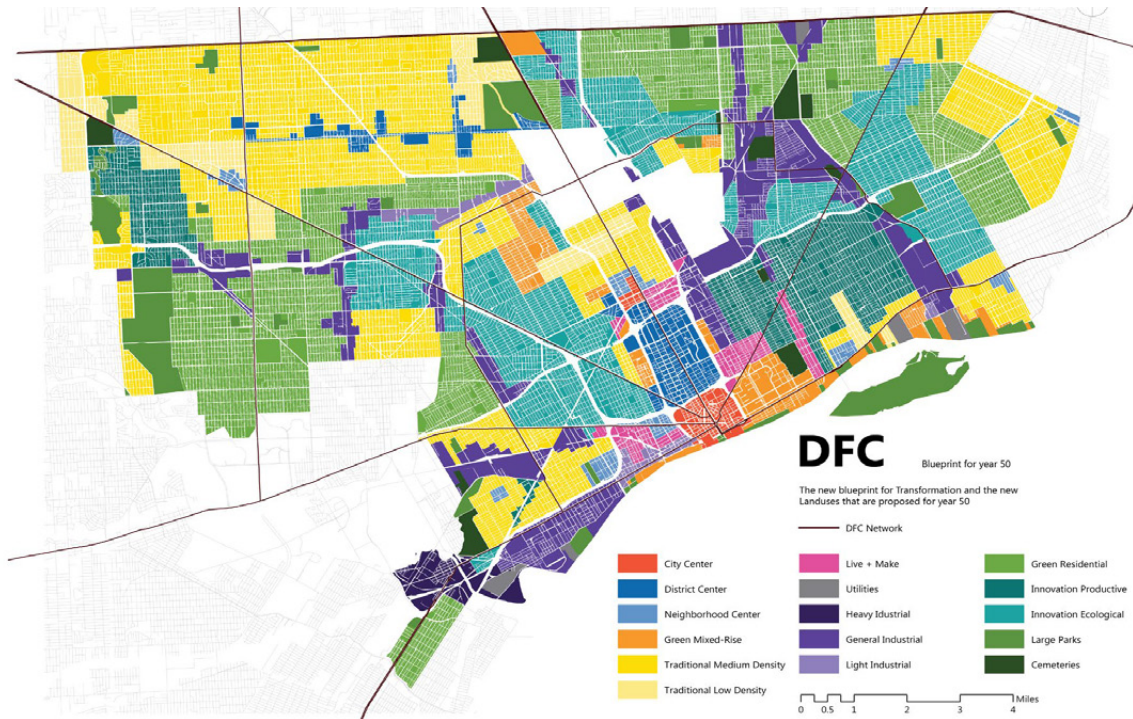 DFC
Blueprint for year 50
The new blueprint for Transformation and the new
Landuses that are proposed for year 50
DFC Network
City Center
District Center
Neighborhood Center
Green Mixed-Rise
Traditional Medium Density
Traditional Low Density
Live + Make
Utilities
Heavy Idustrial
General Industrial
Light Industrial
Green Residential
Innovation Productive
Innovation Ecological
Large Parks
Cemeteries
Miles
0 0.5 1 2 3 4